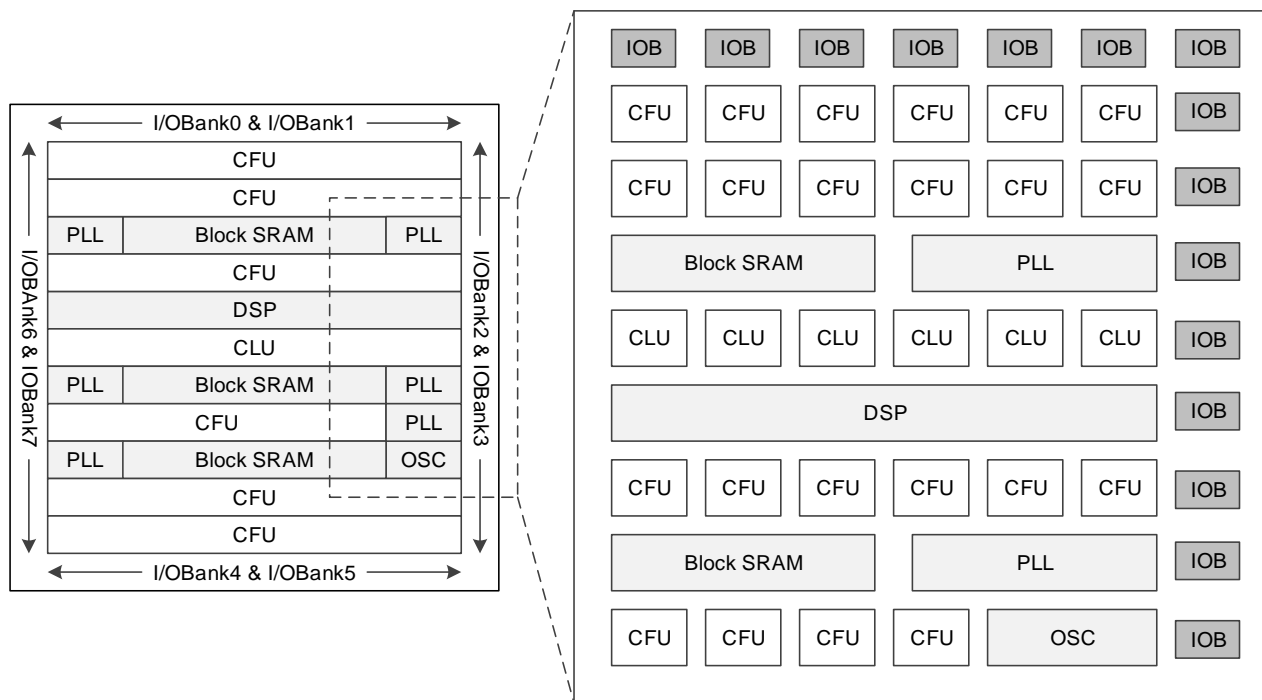 I/OBank0 & I/OBank1
CFU
CFU
PLL Block SRAM PLL
CFU
DSP
CLU
PLL Block SRAM PLL
CFU PLL
PLL Block SRAM OSC
CFU
CFU
I/OBank4 & I/OBank5
I/OBAnk6 & IOBank7
I/OBank2 & IOBank3
IOB IOB IOB IOB IOB IOB IOB
CFU CFU CFU CFU CFU CFU IOB
CFU CFU CFU CFU CFU CFU IOB
Block SRAM PLL IOB
CLU CLU CLU CLU CLU CLU IOB
DSP IOB
CFU CFU CFU CFU CFU CFU IOB
Block SRAM PLL IOB
CFU CFU CFU CFU OSC IOB